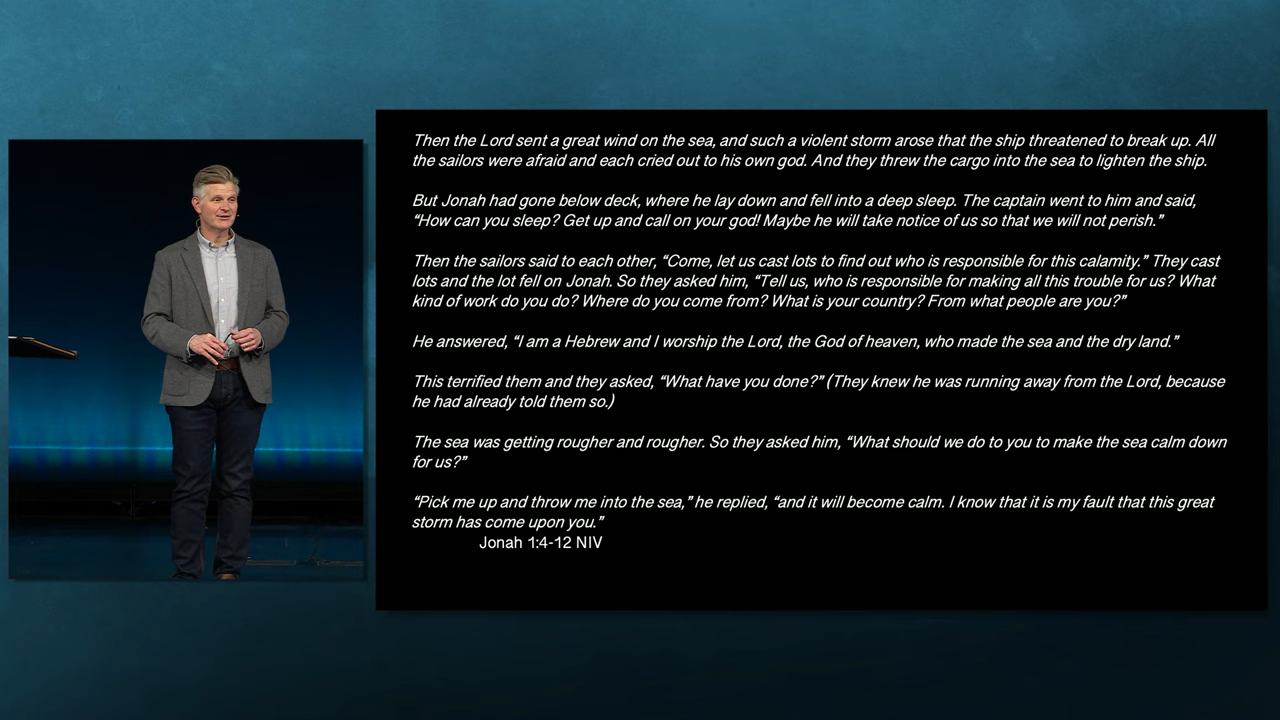 Then the Lord sent a great wind on the sea, and such a violent storm arose that the ship threatened to break up. All
the sailors were afraid and each cried out to his own god. And they threw the cargo into the sea to lighten the ship.
But Jonah had gone below deck, where he lay down and fell into a deep sleep. The captain went to him and said,
“How can you sleep? Get up and call on your god! Maybe he will take notice of us so that we will not perish.”
Then the sailors said to each other, “Come, let us cast lots to find out who is responsible for this calamity.” They cast
lots and the lot fell on Jonah. So they asked him, “Tell us, who is responsible for making all this trouble for us? What
kind of work do you do? Where do you come from? What is your country? From what people are you?”
He answered, “I am a Hebrew and I worship the Lord, the God of heaven, who made the sea and the dry land.”
This terrified them and they asked, “What have you done?” (They knew he was running away from the Lord, because
he had already told them so.)
The sea was getting rougher and rougher. So they asked him, “What should we do to you to make the sea calm down
for us?”
“Pick me up and throw me into the sea,” he replied, “and it will become calm. I know that it is my fault that this great
storm has come upon you.”
Jonah 1:4-12 NIV